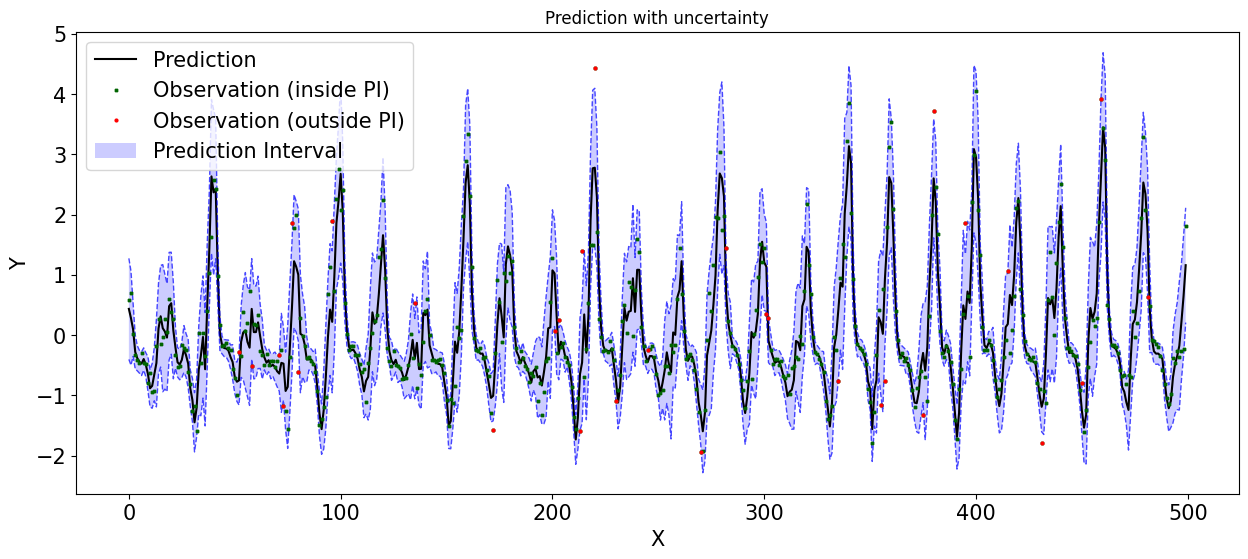 Prediction with uncertainty
Prediction
Observation (inside PI)
Observation (outside PI)
Prediction Interval
Y
5
4
3
2
1
0
−1
−2
0 100 200 300 400 500
X